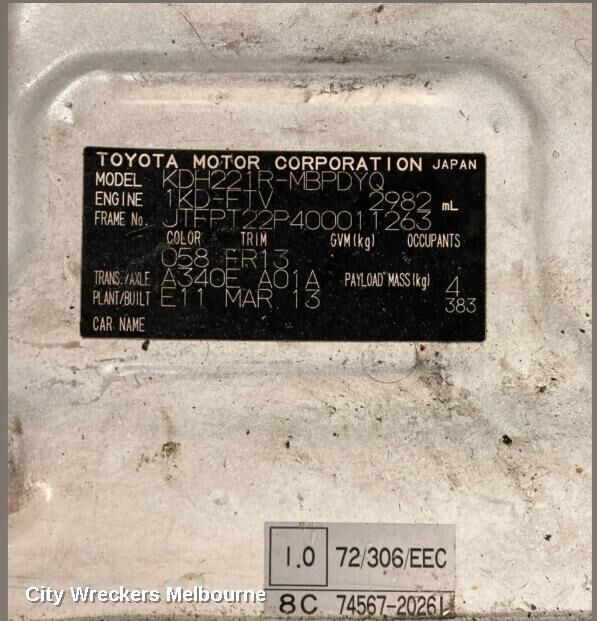 TOYOTA MOTOR CORPORATION JAPAN
MODEL KDH221R-MBPDYQ
ENGINE 1KD-FTV 2982 mL
FRAME No. JTFPT22P400011263
COLOR TRIM GVM(kg) OCCUPANTS
058 FR13
TRANS./AXLE A340E A01A PAYLOAD MASS(kg) 4
PLANT/BUILT E11 MAR 13 383
CAR NAME
1.0 72/306/EEC
8C 74567-20261
City Wreckers Melbourne